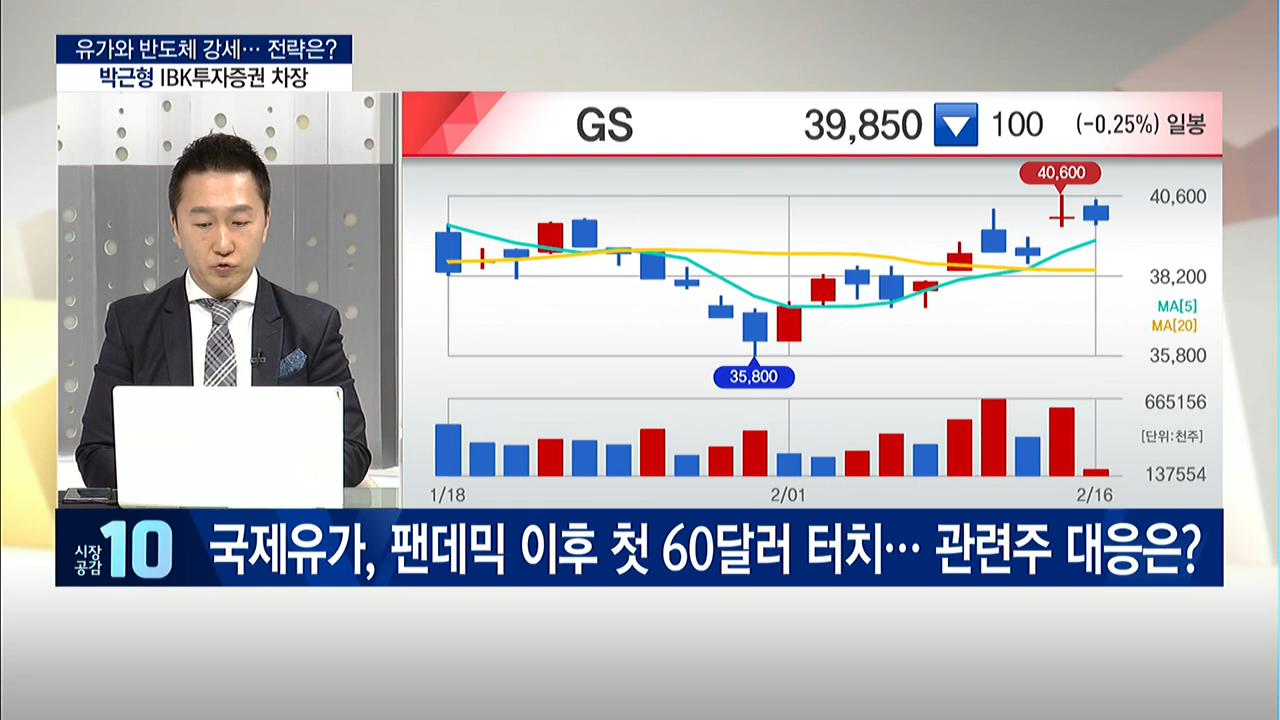 유가와 반도체 강세… 전략은?
박근형 IBK투자증권 차장
GS 39,850 100 (-0.25%) 일봉
40,600
40,600
38,200
MA[5]
MA[20]
35,800
35,800
665156
[단위:천주]
137554
1/18 2/01 2/16
시장공감 10
국제유가, 팬데믹 이후 첫 60달러 터치… 관련주 대응은?